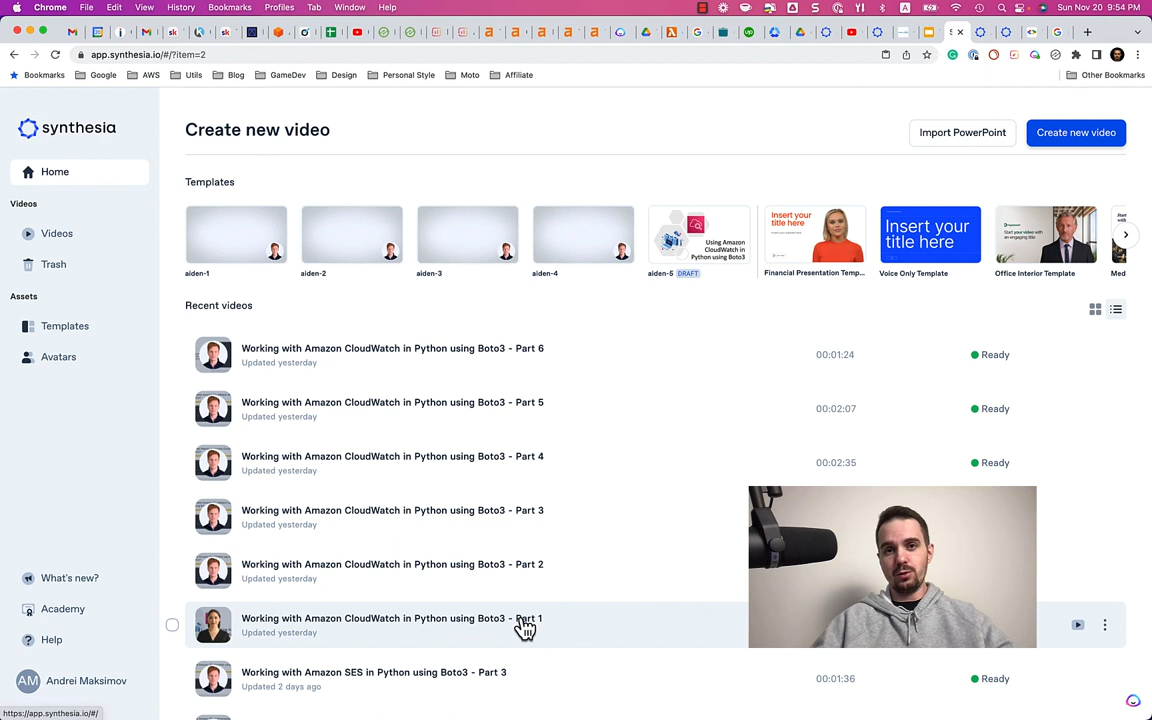 Chrome File Edit View History Bookmarks Profiles Tab Window Help Sun Nov 20 9:54 PM
app.synthesia.io/#/?item=2
Bookmarks Google AWS Utils Blog GameDev Design Personal Style Moto Affiliate Other Bookmarks
synthesia
Home
Videos
Videos
Trash
Assets
Templates
Avatars
What's new?
Academy
Help
AM Andrei Maksimov
https://app.synthesia.io/#/
Create new video
Import PowerPoint
Create new video
Templates
Using Amazon
CloudWatch in
Python using
Boto3
Insert your
title here
Insert your
title here
Start your video with
an engaging title
aiden-1 aiden-2 aiden-3 aiden-4 aiden-5 DRAFT Financial Presentation Temp... Voice Only Template Office Interior Template Med
Recent videos
Working with Amazon CloudWatch in Python using Boto3 - Part 6 00:01:24 Ready
Updated yesterday
Working with Amazon CloudWatch in Python using Boto3 - Part 5 00:02:07 Ready
Updated yesterday
Working with Amazon CloudWatch in Python using Boto3 - Part 4 00:02:35 Ready
Updated yesterday
Working with Amazon CloudWatch in Python using Boto3 - Part 3
Updated yesterday
Working with Amazon CloudWatch in Python using Boto3 - Part 2
Updated yesterday
Working with Amazon CloudWatch in Python using Boto3 - Part 1
Updated yesterday
Working with Amazon SES in Python using Boto3 - Part 3 00:01:36 Ready
Updated 2 days ago